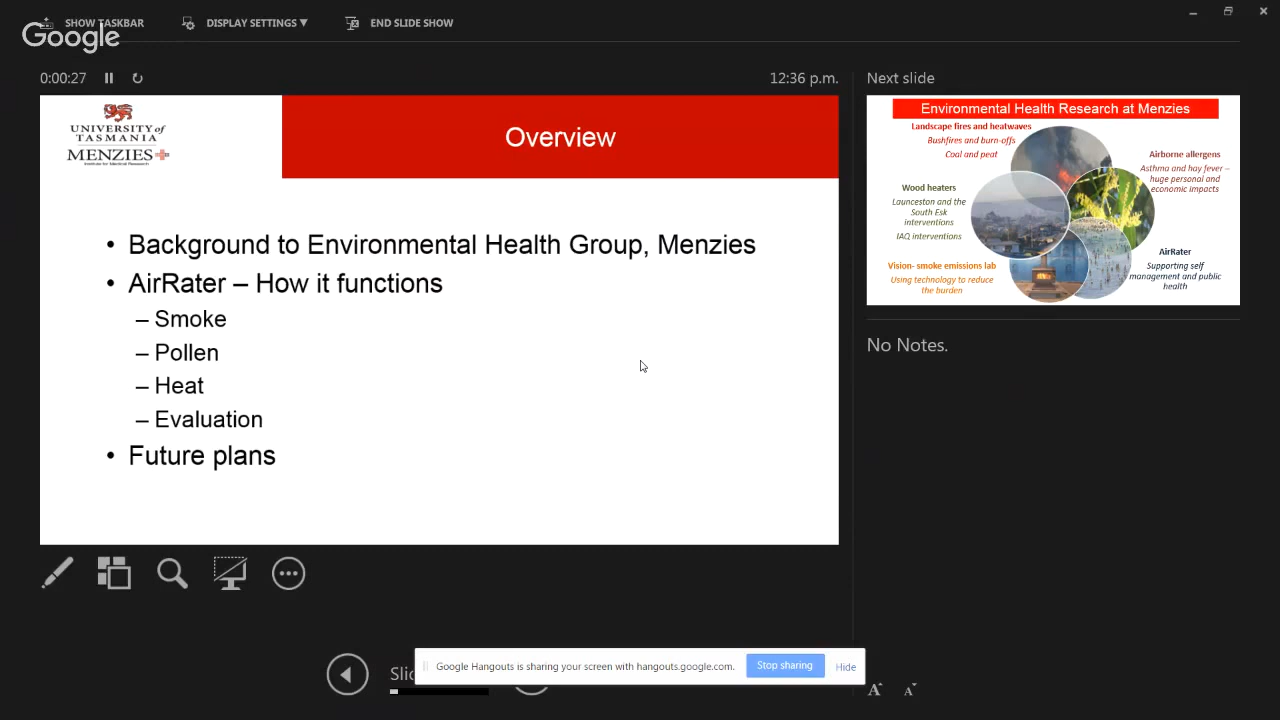 SHOW TASKBAR
DISPLAY SETTINGS ▼
END SLIDE SHOW
Google
0:00:27
12:36 p.m.
Next slide
UNIVERSITY of
TASMANIA
MENZIES
Institute for Medical Research
Overview
• Background to Environmental Health Group, Menzies
• AirRater – How it functions
– Smoke
– Pollen
– Heat
– Evaluation
• Future plans
Environmental Health Research at Menzies
Landscape fires and heatwaves
Bushfires and burn-offs
Coal and peat
Airborne allergens
Asthma and hay fever –
huge personal and
economic impacts
Wood heaters
Launceston and the
South Esk
interventions
IAQ interventions
AirRater
Supporting self
management and public
health
Vision- smoke emissions lab
Using technology to reduce
the burden
No Notes.
Google Hangouts is sharing your screen with hangouts.google.com.
Stop sharing
Hide
A
A